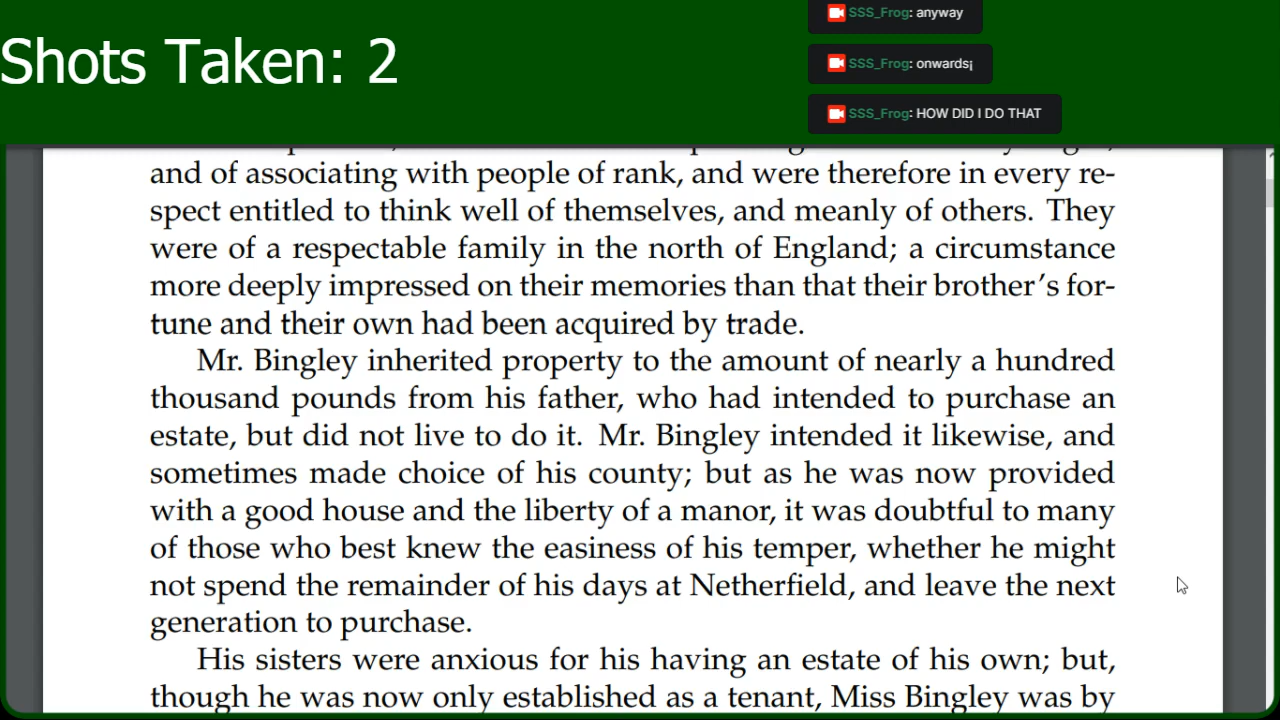 Shots Taken: 2
SSS_Frog: anyway
SSS_Frog: onwards¡
SSS_Frog: HOW DID I DO THAT
and of associating with people of rank, and were therefore in every re-
spect entitled to think well of themselves, and meanly of others. They
were of a respectable family in the north of England; a circumstance
more deeply impressed on their memories than that their brother's for-
tune and their own had been acquired by trade.
Mr. Bingley inherited property to the amount of nearly a hundred
thousand pounds from his father, who had intended to purchase an
estate, but did not live to do it. Mr. Bingley intended it likewise, and
sometimes made choice of his county; but as he was now provided
with a good house and the liberty of a manor, it was doubtful to many
of those who best knew the easiness of his temper, whether he might
not spend the remainder of his days at Netherfield, and leave the next
generation to purchase.
His sisters were anxious for his having an estate of his own; but,
though he was now only established as a tenant, Miss Bingley was by